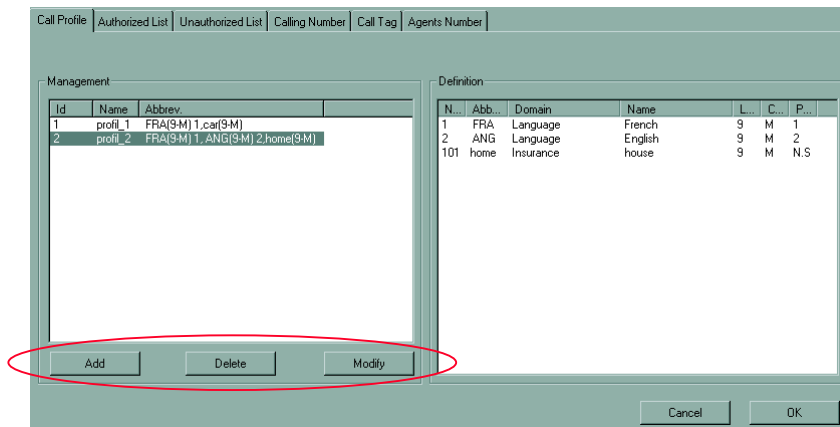 Call Profile Authorized List Unauthorized List Calling Number Call Tag Agents Number
Management
Id Name Abbrev.
1 profil_1 FRA(9-M) 1,car(9-M)
2 profil_2 FRA(9-M) 1, ANG(9-M) 2,home(9-M)
Add Delete Modify
Definition
N... Abb... Domain Name L... C... P...
1 FRA Language French 9 M 1
2 ANG Language English 9 M 2
101 home Insurance house 9 M N.S
Cancel OK